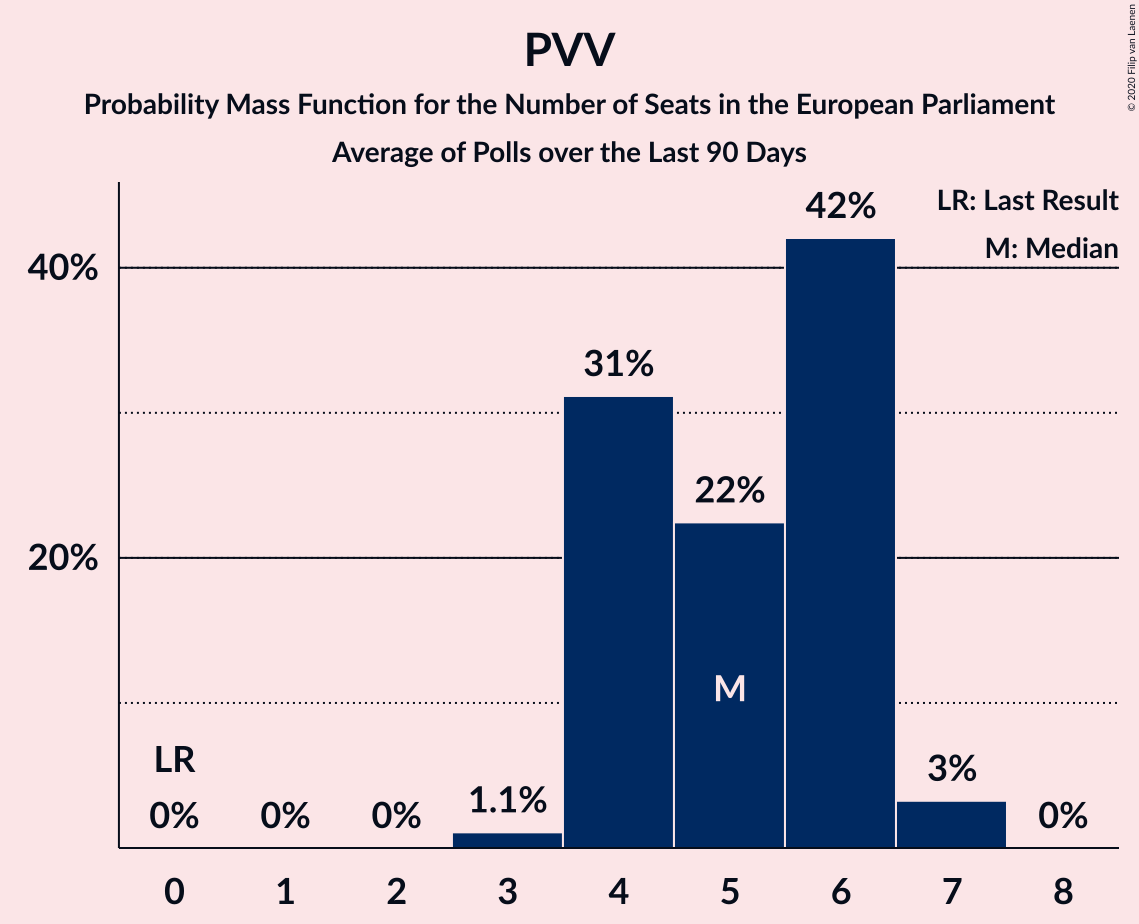 PVV
Probability Mass Function for the Number of Seats in the European Parliament
Average of Polls over the Last 90 Days
© 2020 Filip van Laenen
LR: Last Result
M: Median
40%
20%
42%
31%
22%
M
LR
0%
0%
0%
1.1%
3%
0%
0 1 2 3 4 5 6 7 8